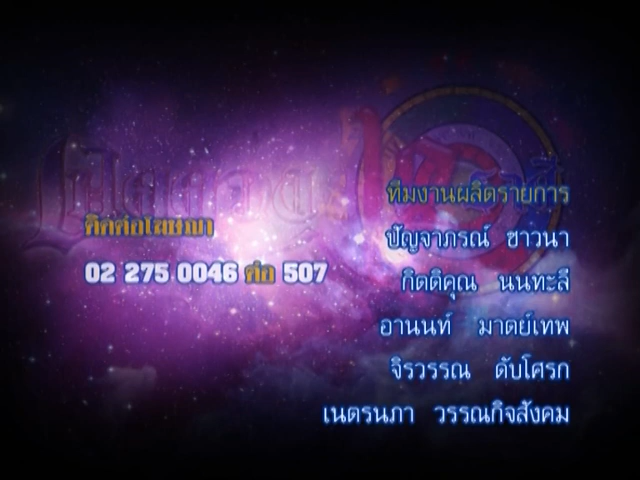 ติดต่อโฆษณา
02 275 0046 ต่อ 507
ทีมงานผลิตรายการ
ปัญจาภรณ์ ชาวนา
กิตติคุณ นนทะลี
อานนท์ มาตย์เทพ
จิรวรรณ ดับโศรก
เนตรนภา วรรณกิจสังคม